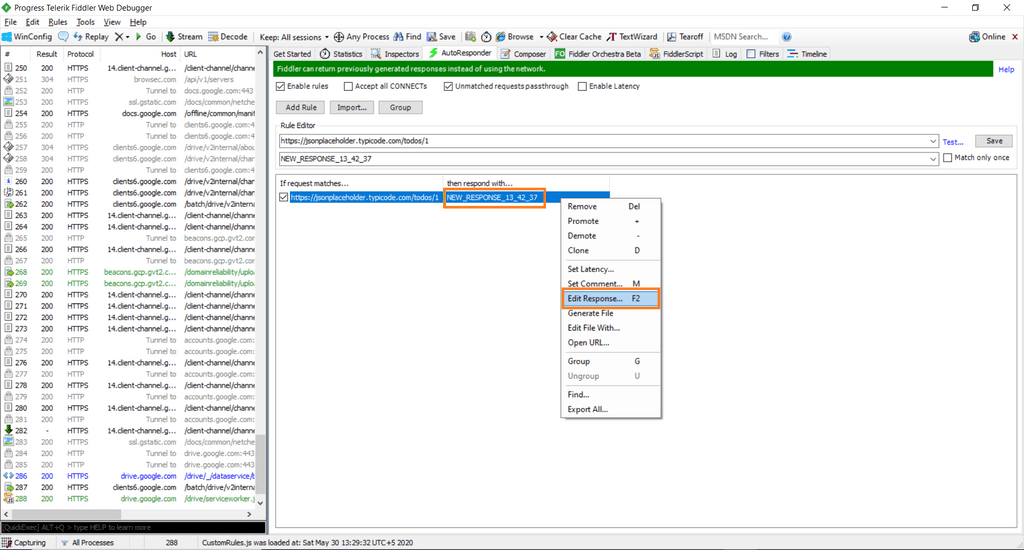 Progress Telerik Fiddler Web Debugger
File Edit Rules Tools View Help
WinConfig Replay Go Stream Decode Keep: All sessions Any Process Find Save Browse Clear Cache TextWizard Tearoff MSDN Search... Online
# Result Protocol Host URL
250 200 HTTPS 14.client-channel.g... /client-channel/chann
251 304 HTTPS browsec.com /api/v1/servers
252 200 HTTP Tunnel to docs.google.com:443
253 200 HTTPS ssl.gstatic.com /docs/common/netche
254 200 HTTPS docs.google.com /offline/common/manif
255 200 HTTP Tunnel to clients6.google.com:4
256 200 HTTP Tunnel to clients6.google.com:4
257 304 HTTPS clients6.google.com /drive/v2internal/abou
258 304 HTTPS clients6.google.com /drive/v2internal/setti
259 200 HTTP Tunnel to clients6.google.com:4
260 200 HTTPS clients6.google.com /drive/v2internal/chan
261 200 HTTPS clients6.google.com /drive/v2internal/chan
262 200 HTTPS clients6.google.com /batch/drive/v2interna
263 200 HTTPS 14.client-channel.g... /client-channel/chann
264 200 HTTPS 14.client-channel.g... /client-channel/chann
265 200 HTTP Tunnel to beacons.gcp.gvt2.co
266 200 HTTPS 14.client-channel.g... /client-channel/chann
267 200 HTTP Tunnel to beacons.gcp.gvt2.co
268 200 HTTPS beacons.gcp.gvt2.c... /domainreliability/uploa
269 200 HTTPS beacons.gcp.gvt2.c... /domainreliability/uploa
270 200 HTTPS 14.client-channel.g... /client-channel/chann
271 200 HTTPS 14.client-channel.g... /client-channel/chann
272 200 HTTPS 14.client-channel.g... /client-channel/chann
273 200 HTTPS 14.client-channel.g... /client-channel/chann
274 200 HTTP Tunnel to accounts.google.com:
275 200 HTTP Tunnel to accounts.google.com:
276 200 HTTPS 14.client-channel.g... /client-channel/chann
277 200 HTTP Tunnel to accounts.google.com:
278 200 HTTPS 14.client-channel.g... /client-channel/chann
279 200 HTTP Tunnel to accounts.google.com:
280 200 HTTPS 14.client-channel.g... /client-channel/chann
281 200 HTTP Tunnel to accounts.google.com:
282 - HTTPS 14.client-channel.g... /client-channel/chann
283 200 HTTPS ssl.gstatic.com /docs/common/netche
284 200 HTTP Tunnel to drive.google.com:443
285 200 HTTP Tunnel to drive.google.com:443
286 200 HTTPS drive.google.com /drive/_/dataservice/b
287 200 HTTPS clients6.google.com /batch/drive/v2interna
288 200 HTTPS drive.google.com /drive/serviceworker.j
[QuickExec] ALT+Q > type HELP to learn more
Get Started Statistics Inspectors AutoResponder Composer Fiddler Orchestra Beta FiddlerScript Log Filters Timeline
Fiddler can return previously generated responses instead of using the network. Help
Enable rules Accept all CONNECTs Unmatched requests passthrough Enable Latency
Add Rule Import... Group
Rule Editor
https://jsonplaceholder.typicode.com/todos/1 Test... Save
NEW_RESPONSE_13_42_37 Match only once
If request matches... then respond with...
https://jsonplaceholder.typicode.com/todos/1 NEW_RESPONSE_13_42_37
Remove Del
Promote +
Demote -
Clone D
Set Latency...
Set Comment... M
Edit Response... F2
Generate File
Edit File With...
Open URL...
Group G
Ungroup U
Find...
Export All...
Capturing All Processes 288 CustomRules.js was loaded at: Sat May 30 13:29:32 UTC+5 2020